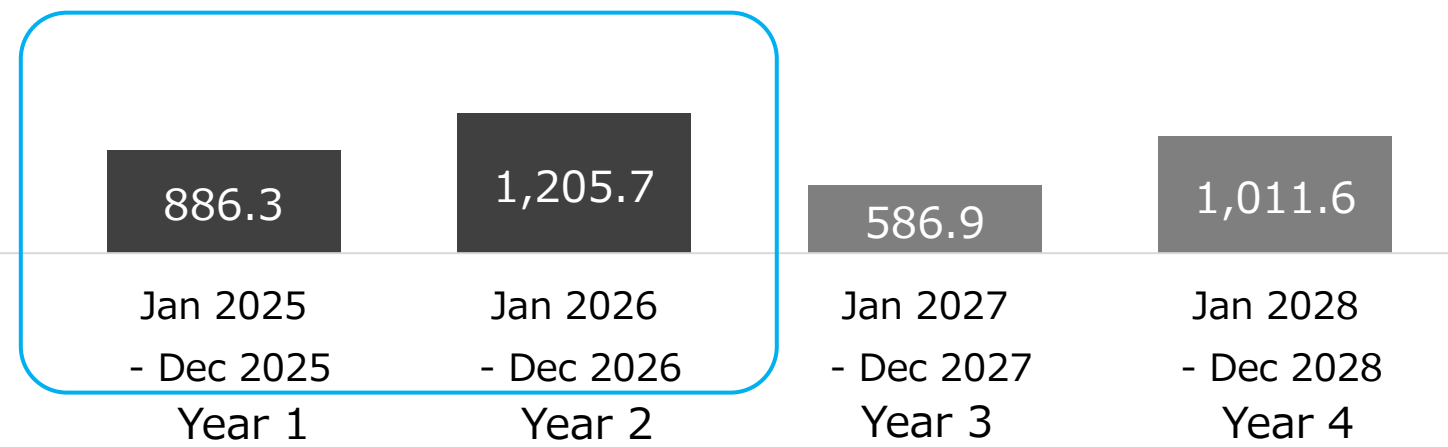 886.3
1,205.7
586.9
1,011.6
Jan 2025
- Dec 2025
Jan 2026
- Dec 2026
Jan 2027
- Dec 2027
Jan 2028
- Dec 2028
Year 1
Year 2
Year 3
Year 4